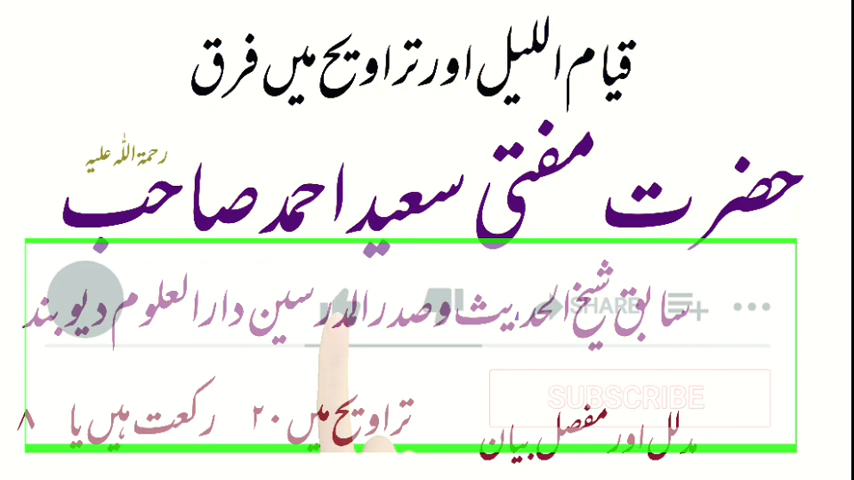 قیام اللیل اور تراویح میں فرق
رحمۃ اللہ علیہ
حضرت مفتی سعید احمد صاحب
سابق شیخ الحدیث وصدر المدرسین دارالعلوم دیوبند
SHARE
SUBSCRIBE
تراویح میں ۲۰ رکعت ہیں یا ۸
مدلل اور مفصل بیان